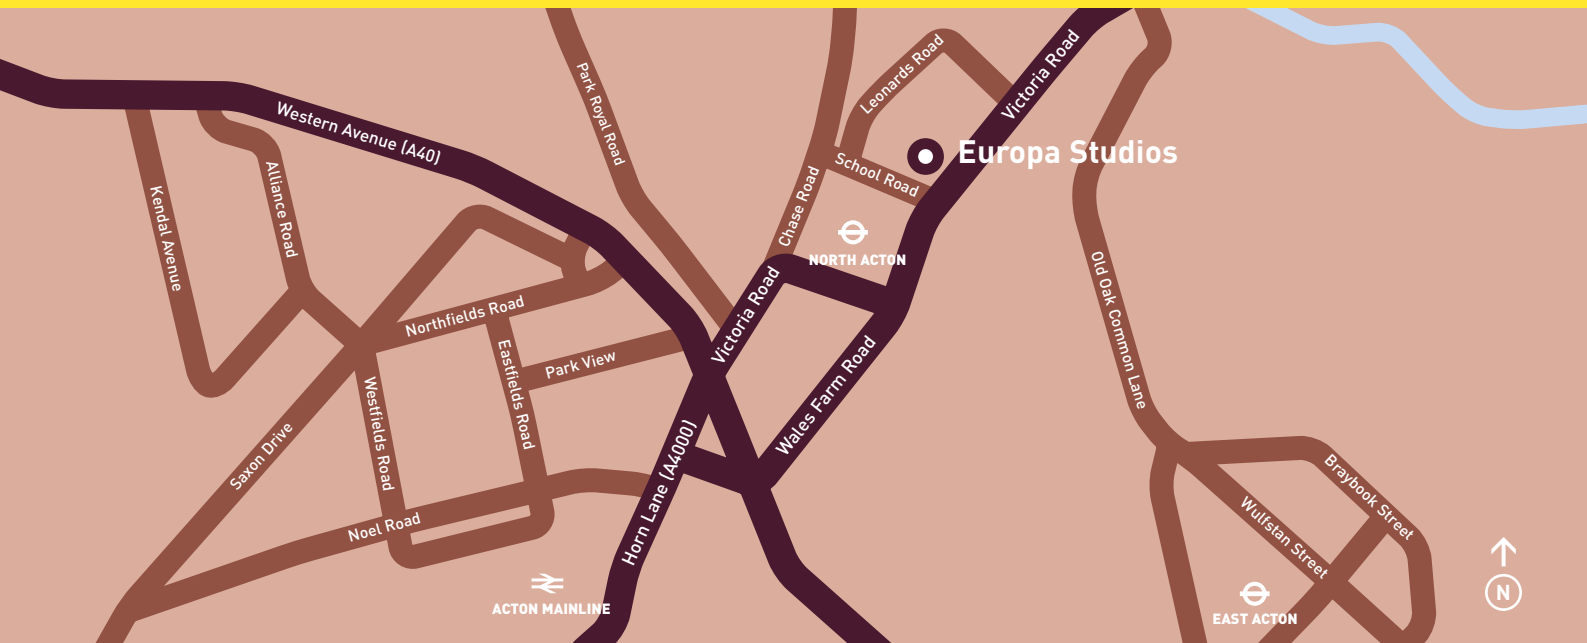 Western Avenue (A40)
Park Royal Road
Leonards Road
Victoria Road
Europa Studios
School Road
Chase Road
NORTH ACTON
Kendal Avenue
Alliance Road
Northfields Road
Victoria Road
Old Oak Common Lane
Eastfields Road
Park View
Wales Farm Road
Westfields Road
Saxon Drive
Horn Lane (A4000)
Noel Road
ACTON MAINLINE
Braybook Street
Wulfstan Street
EAST ACTON
N